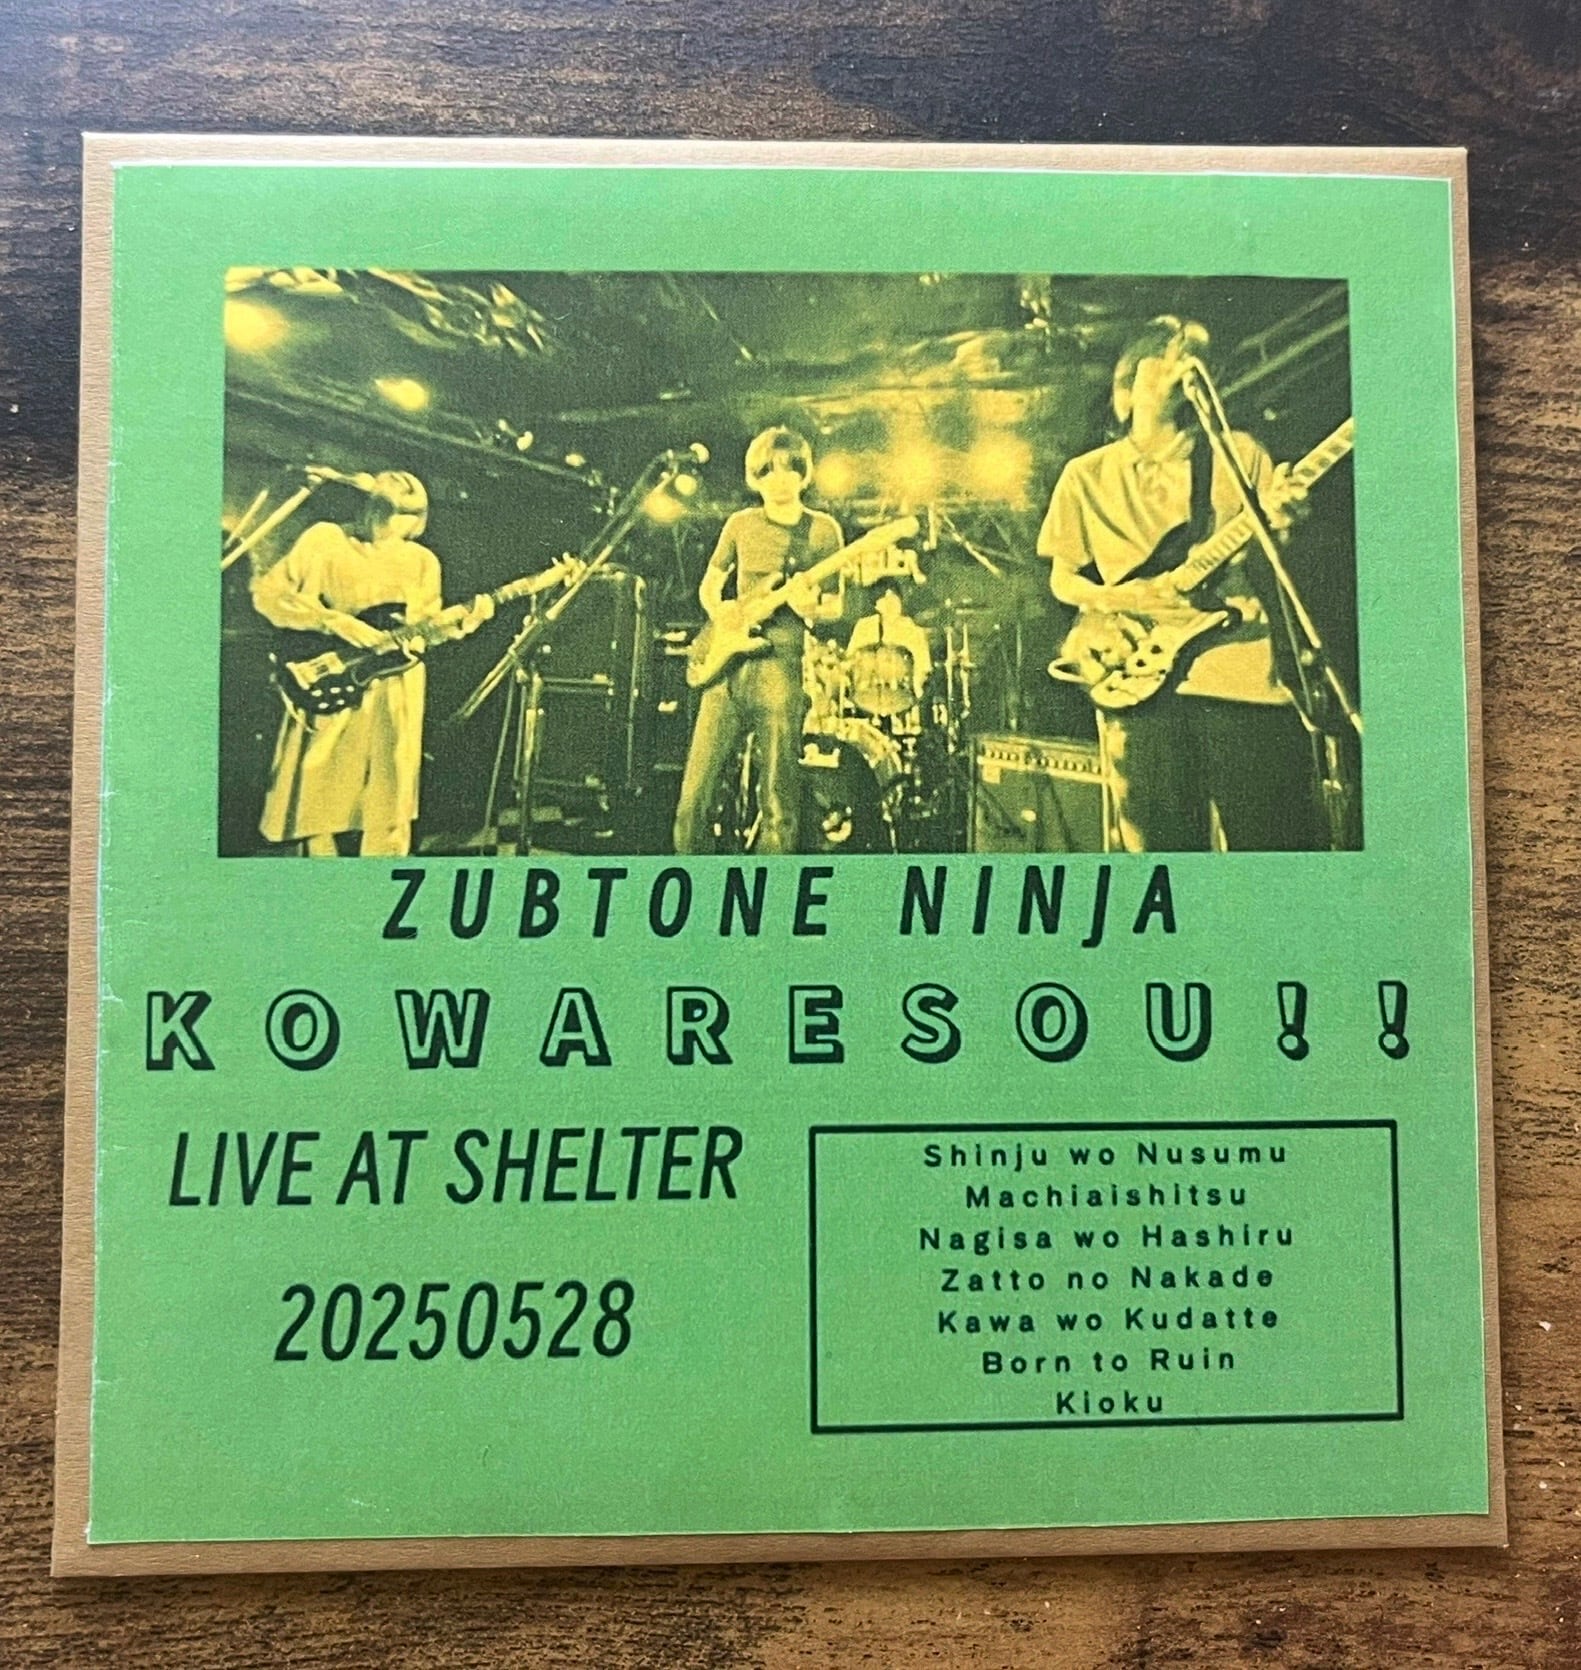 ZUBTONE NINJA
KOWARESOU!!
LIVE AT SHELTER
20250528
Shinju wo Nusumu
Machiaishitsu
Nagisa wo Hashiru
Zatto no Nakade
Kawa wo Kudatte
Born to Ruin
Kioku